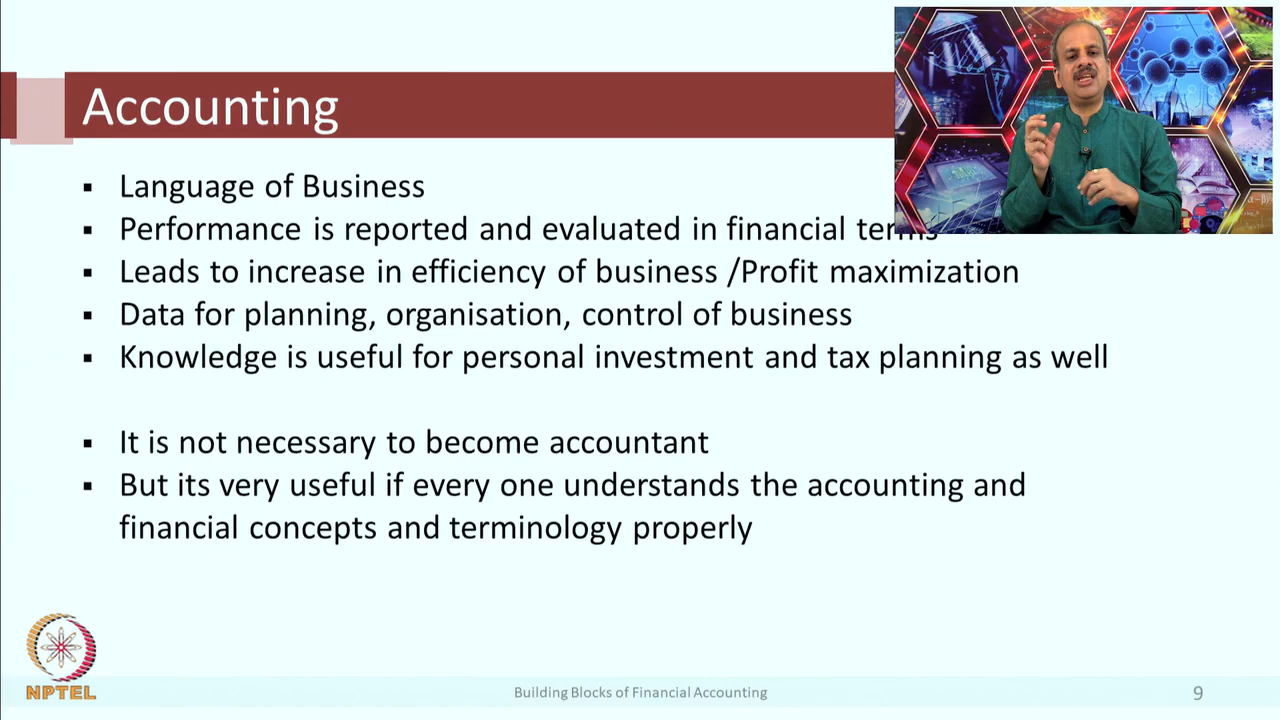 Accounting
Language of Business
Performance is reported and evaluated in financial terms
Leads to increase in efficiency of business /Profit maximization
Data for planning, organisation, control of business
Knowledge is useful for personal investment and tax planning as well
It is not necessary to become accountant
But its very useful if every one understands the accounting and
financial concepts and terminology properly
NPTEL
Building Blocks of Financial Accounting
9